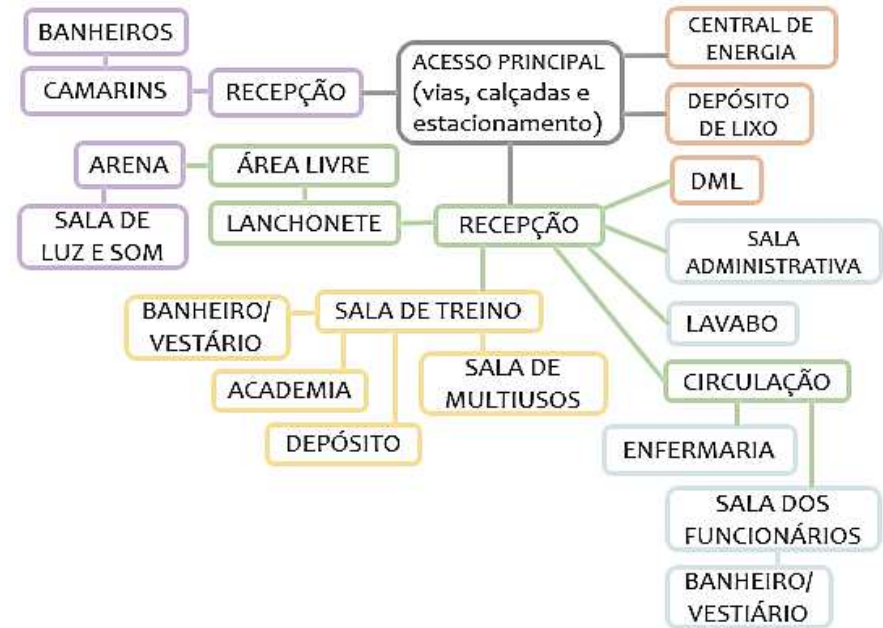 BANHEIROS
CAMARINS
RECEPÇÃO
ACESSO PRINCIPAL
(vias, calçadas e
estacionamento)
CENTRAL DE
ENERGIA
DEPÓSITO
DE LIXO
ARENA
ÁREA LIVRE
DML
SALA DE
LUZ E SOM
LANCHONETE
RECEPÇÃO
SALA
ADMINISTRATIVA
BANHEIRO/
VESTÁRIO
SALA DE TREINO
LAVABO
ACADEMIA
SALA DE
MULTIUSOS
CIRCULAÇÃO
DEPÓSITO
ENFERMARIA
SALA DOS
FUNCIONÁRIOS
BANHEIRO/
VESTIÁRIO